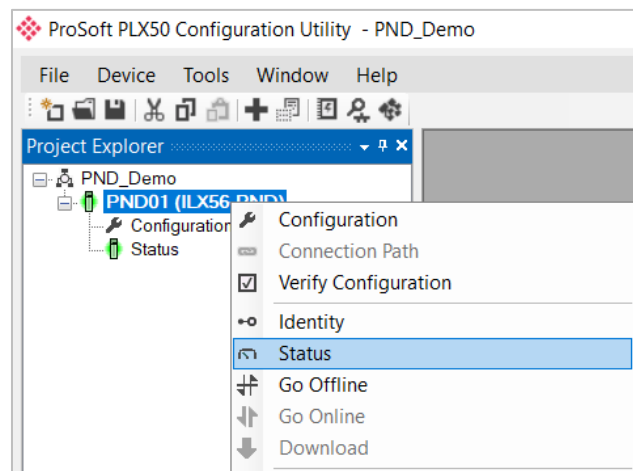 ProSoft PLX50 Configuration Utility - PND_Demo
File Device Tools Window Help
Project Explorer
PND_Demo
PND01 (ILX56-PND)
Configuration
Status
Configuration
Connection Path
Verify Configuration
Identity
Status
Go Offline
Go Online
Download